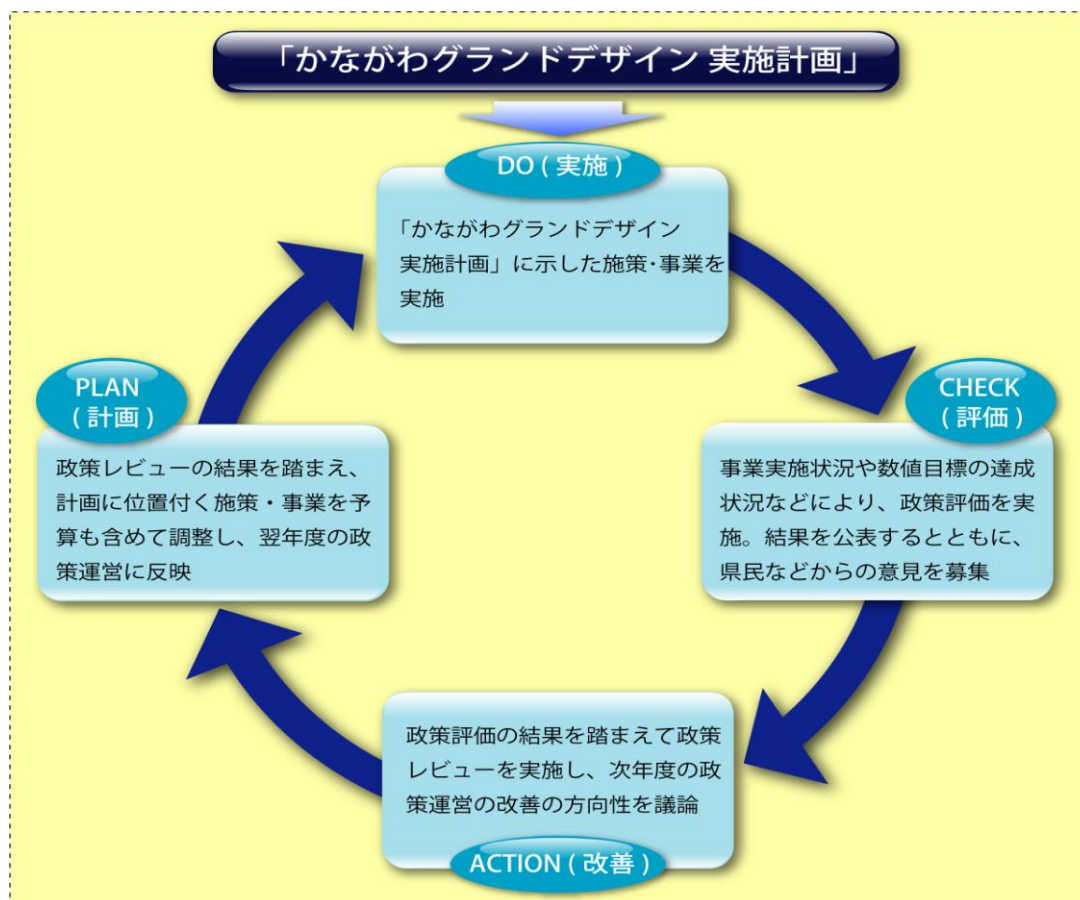 「かながわグランドデザイン 実施計画」
DO ( 実施 )
「かながわグランドデザイン
実施計画」に示した施策・事業を
実施
CHECK
( 評価 )
事業実施状況や数値目標の達成
状況などにより、政策評価を実
施。結果を公表するとともに、
県民などからの意見を募集
政策評価の結果を踏まえて政策
レビューを実施し、次年度の政
策運営の改善の方向性を議論
ACTION ( 改善 )
PLAN
( 計画 )
政策レビューの結果を踏まえ、
計画に位置付く施策・事業を予
算も含めて調整し、翌年度の政
策運営に反映